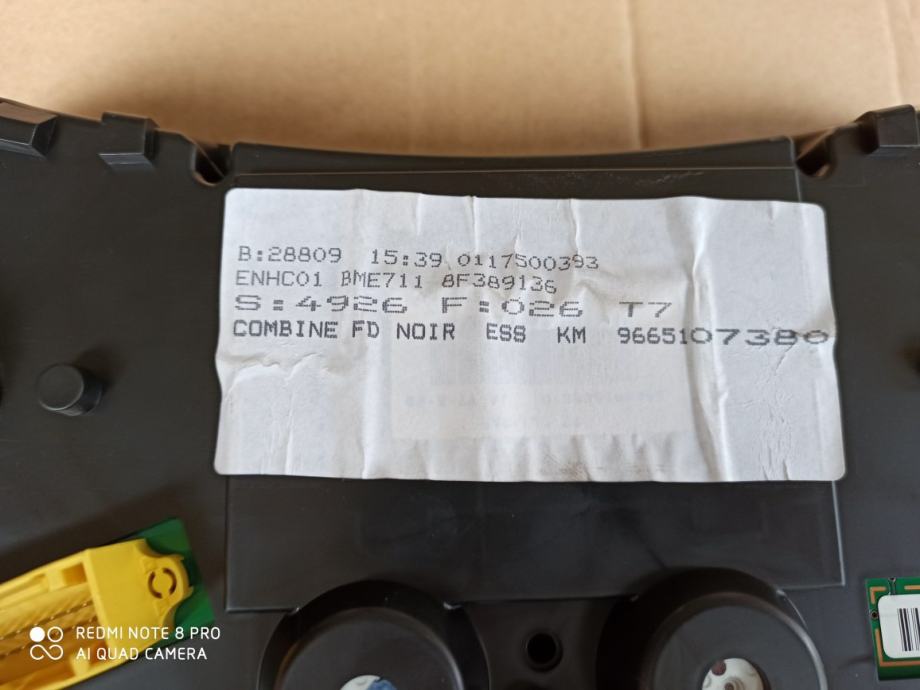 B:28809 15:39 0117500393
ENHC01 BME711 8F389136
S:4926 F:026 T7
COMBINE FD NOIR ESS KM 9665107380
REDMI NOTE 8 PRO
AI QUAD CAMERA